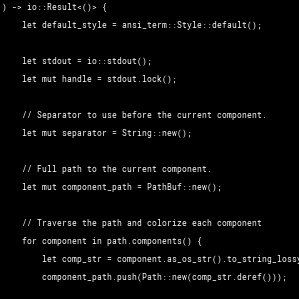 ) -> io::Result<()> {
let default_style = ansi_term::Style::default();
let stdout = io::stdout();
let mut handle = stdout.lock();
// Separator to use before the current component.
let mut separator = String::new();
// Full path to the current component.
let mut component_path = PathBuf::new();
// Traverse the path and colorize each component
for component in path.components() {
let comp_str = component.as_os_str().to_string_lossy
component_path.push(Path::new(comp_str.deref()));